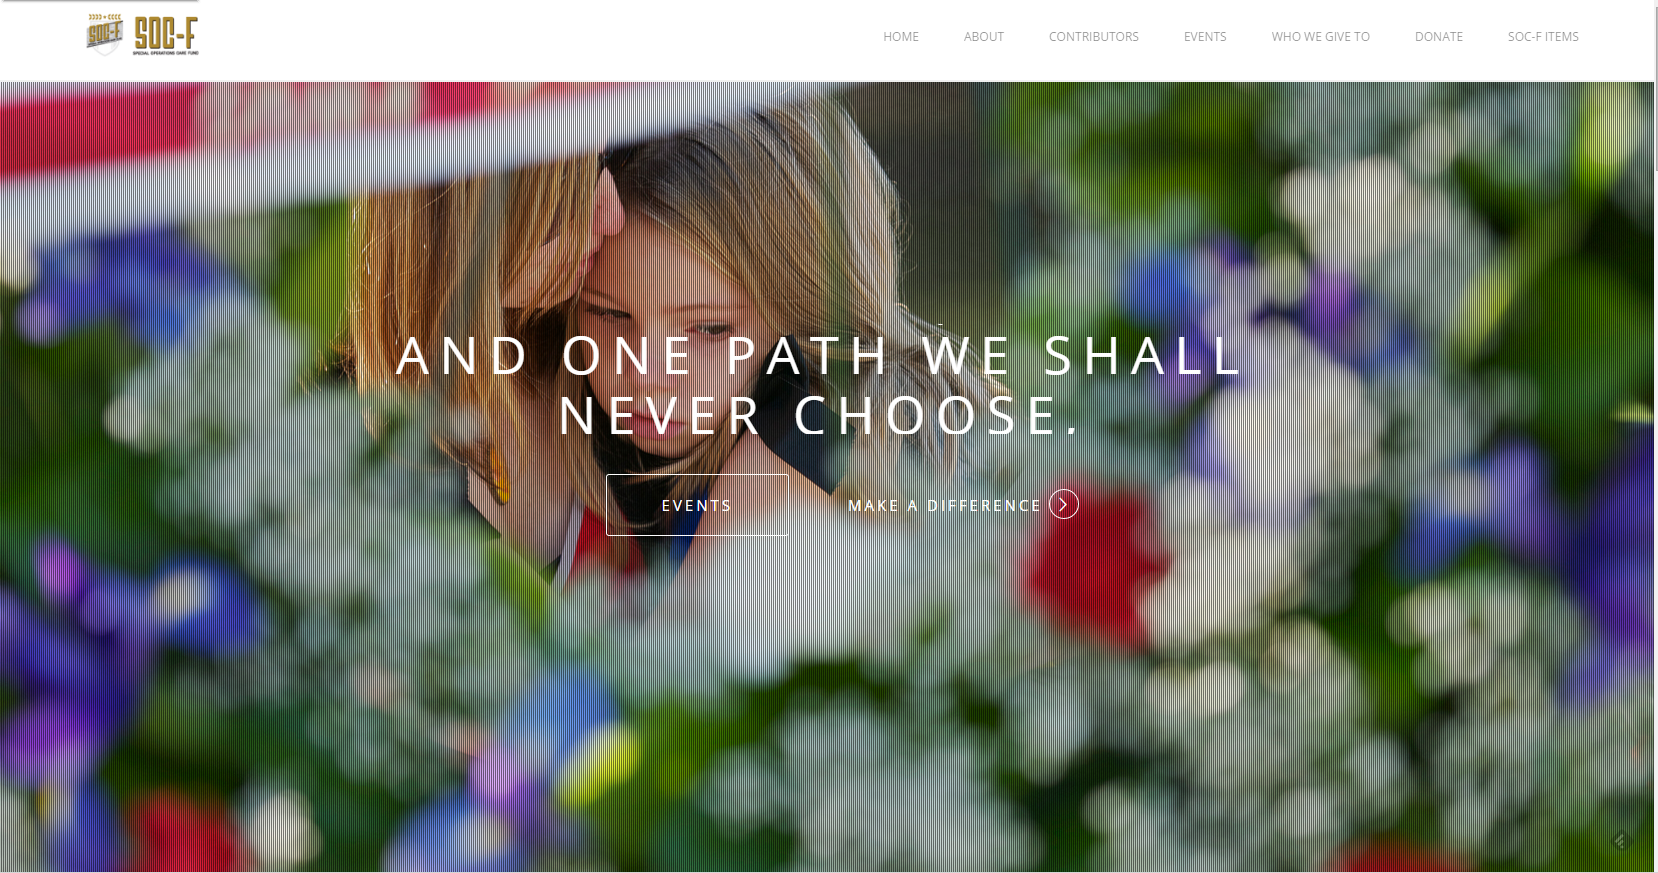 SOC-F
SOC-F
SPECIAL OPERATIONS CARE FUND
HOME
ABOUT
CONTRIBUTORS
EVENTS
WHO WE GIVE TO
DONATE
SOC-F ITEMS
AND ONE PATH WE SHALL
NEVER CHOOSE,
EVENTS
MAKE A DIFFERENCE